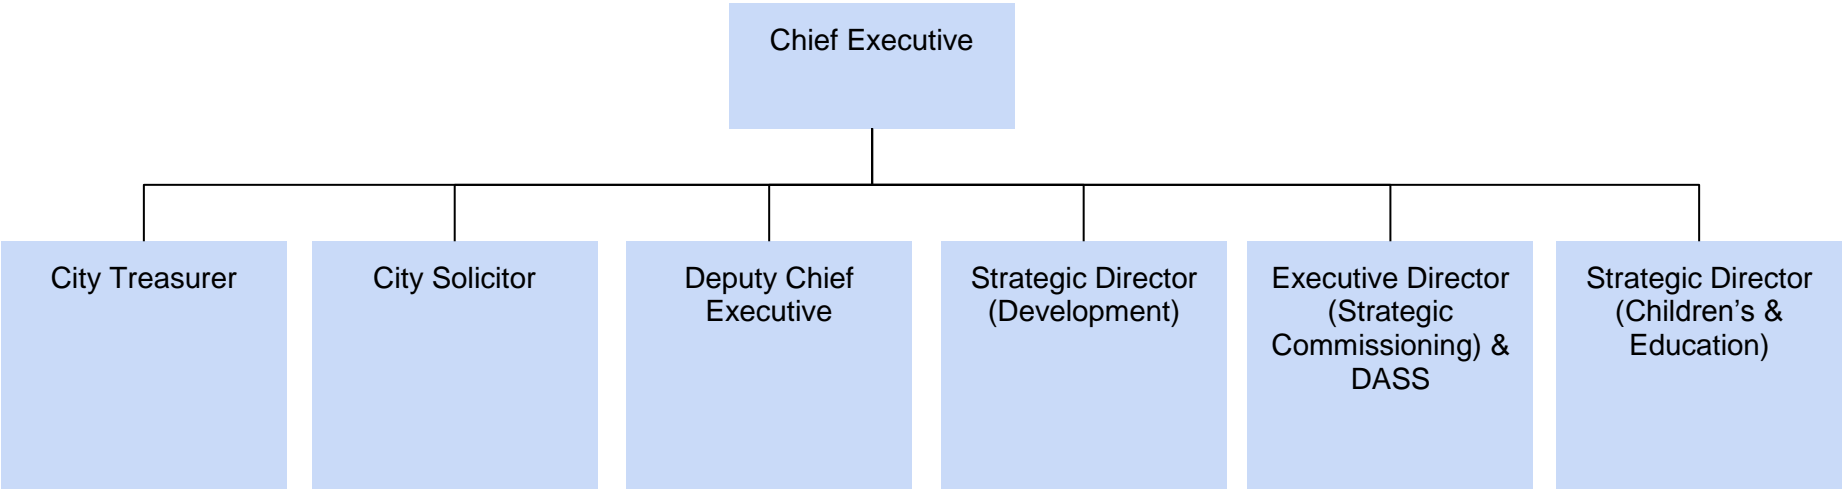 Chief Executive
City Treasurer
City Solicitor
Deputy Chief
Executive
Strategic Director
(Development)
Executive Director
(Strategic
Commissioning) &
DASS
Strategic Director
(Children’s &
Education)